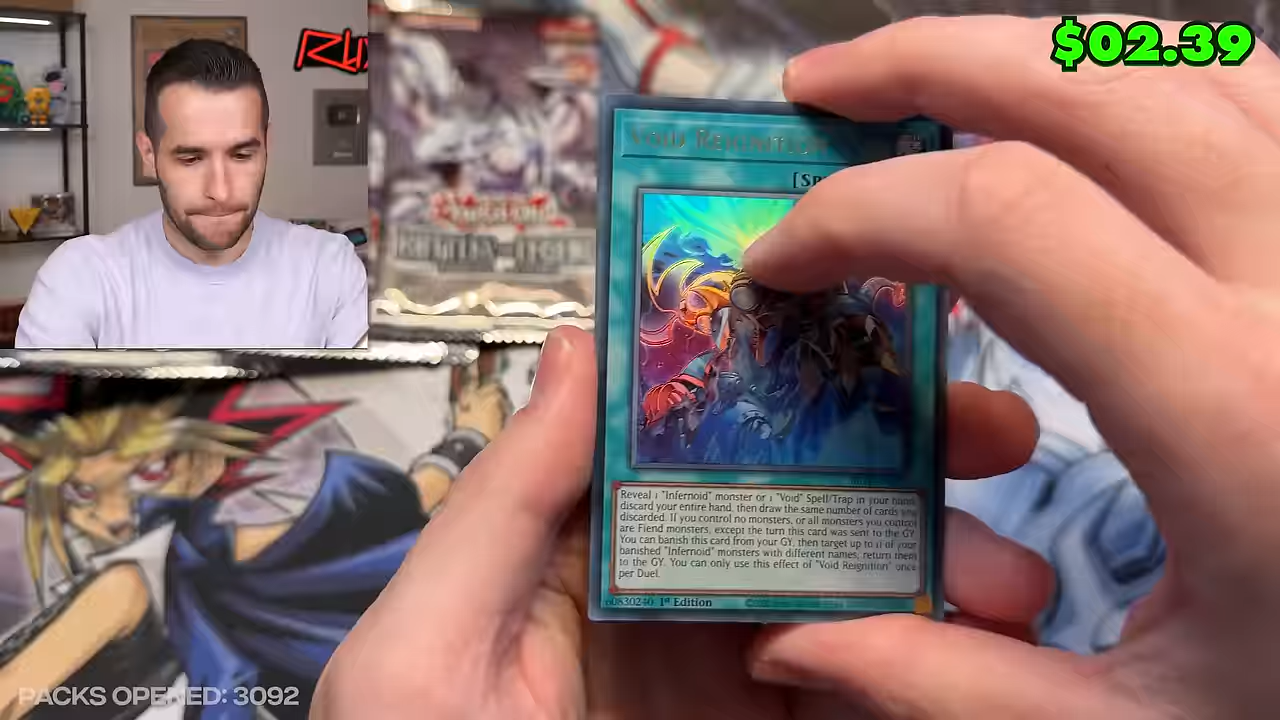 $02.39
Void Reignition
[Sp
Reveal 1 "Infernoid" monster or 1 "Void" Spell/Trap in your hand,
discard your entire hand, then draw the same number of cards you
discarded. If you control no monsters, or all monsters you control
are Fiend monsters, except the turn this card was sent to the GY:
You can banish this card from your GY, then target up to 11 of your
banished "Infernoid" monsters with different names; return them
to the GY. You can only use this effect of "Void Reignition" once
per Duel.
60830240 1st Edition
PACKS OPENED: 3092